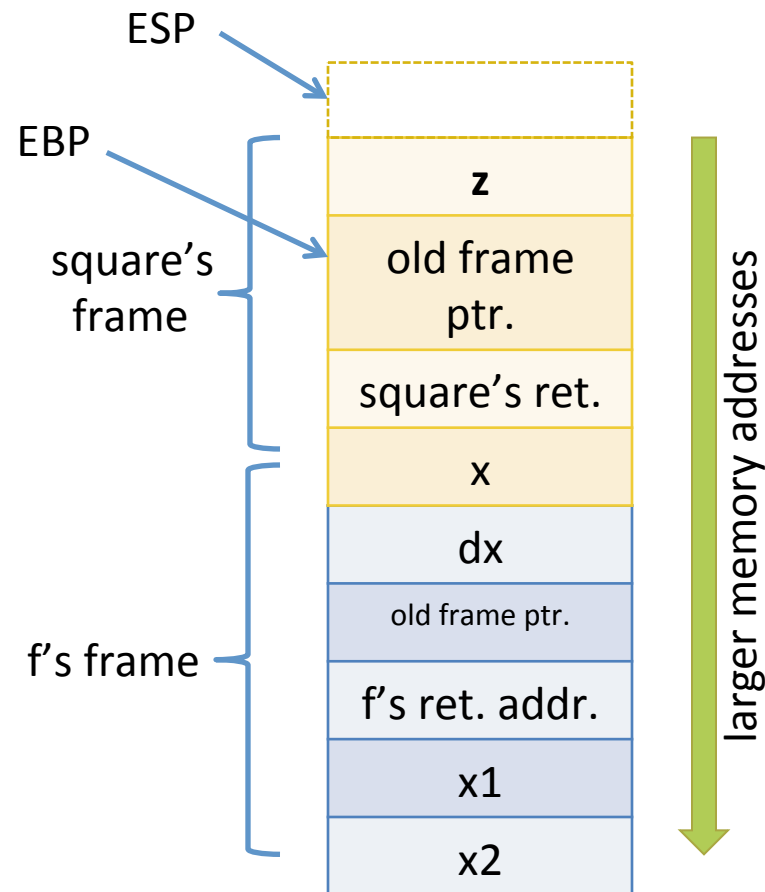 ESP
EBP
z
square’s
frame
old frame
ptr.
square’s ret.
x
dx
old frame ptr.
f’s frame
f’s ret. addr.
x1
x2
larger memory addresses